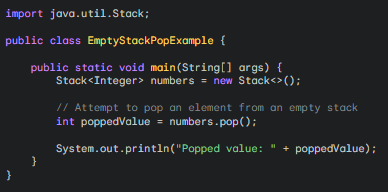 import java.util.Stack;
public class EmptyStackPopExample {
public static void main(String[] args) {
Stack<Integer> numbers = new Stack<>();
// Attempt to pop an element from an empty stack
int poppedValue = numbers.pop();
System.out.println("Popped value: " + poppedValue);
}
}